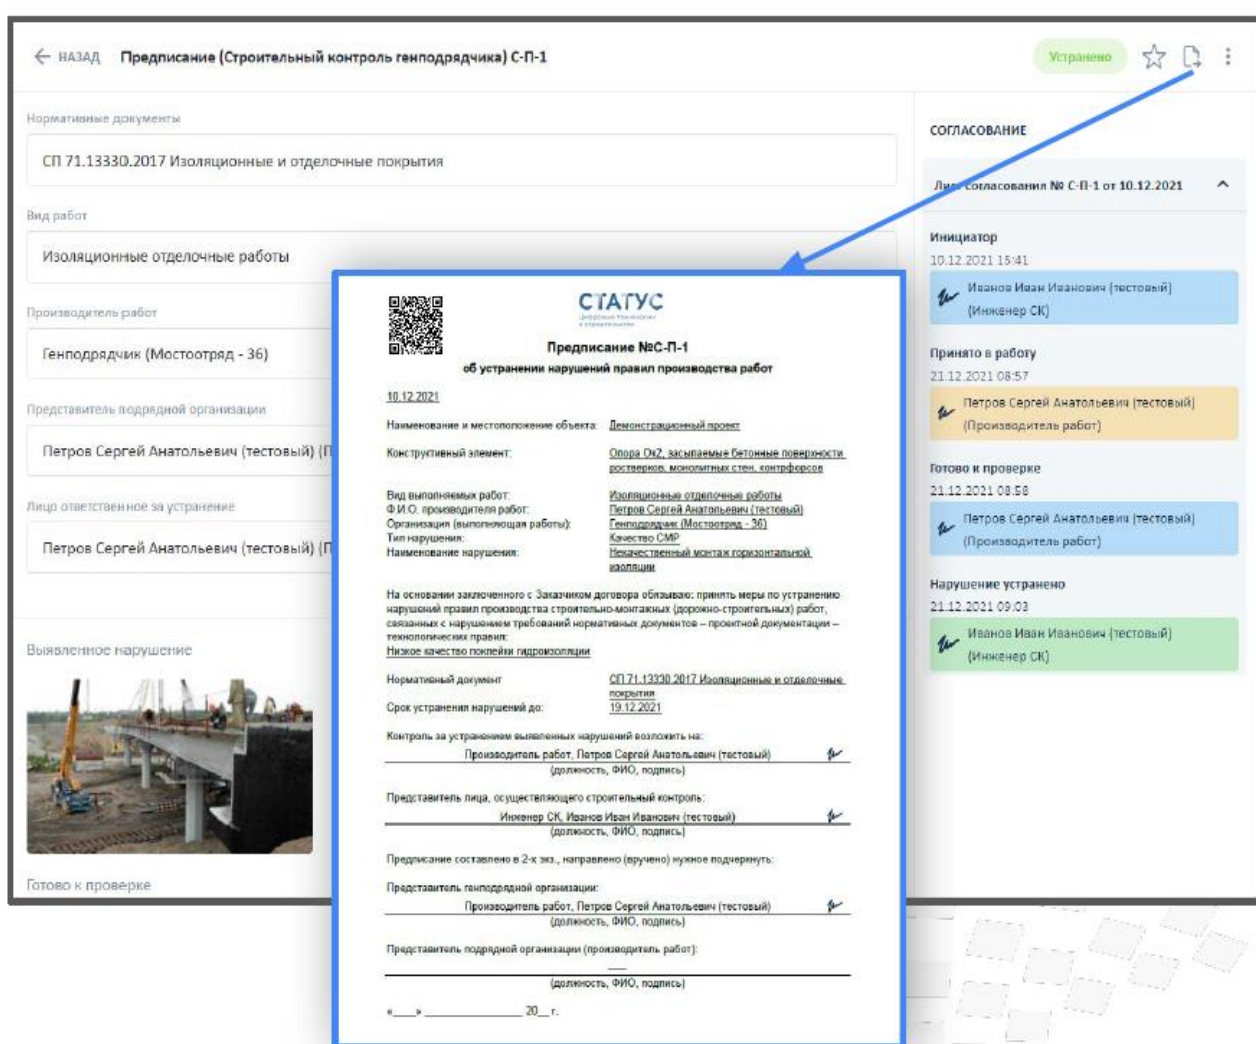 НАЗАД Предписание (Строительный контроль генподрядчика) С-П-1
Устранено
Нормативные документы
СП 71.13330.2017 Изоляционные и отделочные покрытия
Вид работ
Изоляционные отделочные работы
Производитель работ
Генподрядчик (Мостоотряд - 36)
Представитель подрядной организации
Петров Сергей Анатольевич (тестовый) (П
Лицо ответственное за устранение
Петров Сергей Анатольевич (тестовый) (П
Выявленное нарушение
Готово к проверке
СТАТУС
Предписание №С-П-1
об устранении нарушений правил производства работ
10.12.2021
Наименование и местоположение объекта: Демонстрационный проект
Конструктивный элемент: Опора Ок2, засыпаемые бетонные поверхности
ростверков, монолитных стен, контрфорсов
Вид выполняемых работ: Изоляционные отделочные работы
Ф.И.О. производителя работ: Петров Сергей Анатольевич (тестовый)
Организация (выполняющая работы): Генподрядчик (Мостоотряд - 36)
Тип нарушения: Качество СМР
Наименование нарушения: Некачественный монтаж горизонтальной
изоляции
На основании заключенного с Заказчиком договора обязываю: принять меры по устранению
нарушений правил производства строительно-монтажных (дорожно-строительных) работ,
связанных с нарушением требований нормативных документов – проектной документации –
технологических правил:
Низкое качество поклейки гидроизоляции
Нормативный документ СП 71.13330.2017 Изоляционные и отделочные
покрытия
Срок устранения нарушений до: 19.12.2021
Контроль за устранением выявленных нарушений возложить на:
Производитель работ, Петров Сергей Анатольевич (тестовый)
(должность, ФИО, подпись)
Представитель лица, осуществляющего строительный контроль:
Инженер СК, Иванов Иван Иванович (тестовый)
(должность, ФИО, подпись)
Предписание составлено в 2-х экз., направлено (вручено) нужное подчеркнуть:
Представитель генподрядной организации:
Производитель работ, Петров Сергей Анатольевич (тестовый)
(должность, ФИО, подпись)
Представитель подрядной организации (производитель работ):
(должность, ФИО, подпись)
«___» ______________ 20__ г.
СОГЛАСОВАНИЕ
Лист согласования № С-П-1 от 10.12.2021
Инициатор
10.12.2021 15:41
Иванов Иван Иванович (тестовый)
(Инженер СК)
Принято в работу
21.12.2021 08:57
Петров Сергей Анатольевич (тестовый)
(Производитель работ)
Готово к проверке
21.12.2021 08:58
Петров Сергей Анатольевич (тестовый)
(Производитель работ)
Нарушение устранено
21.12.2021 09:03
Иванов Иван Иванович (тестовый)
(Инженер СК)